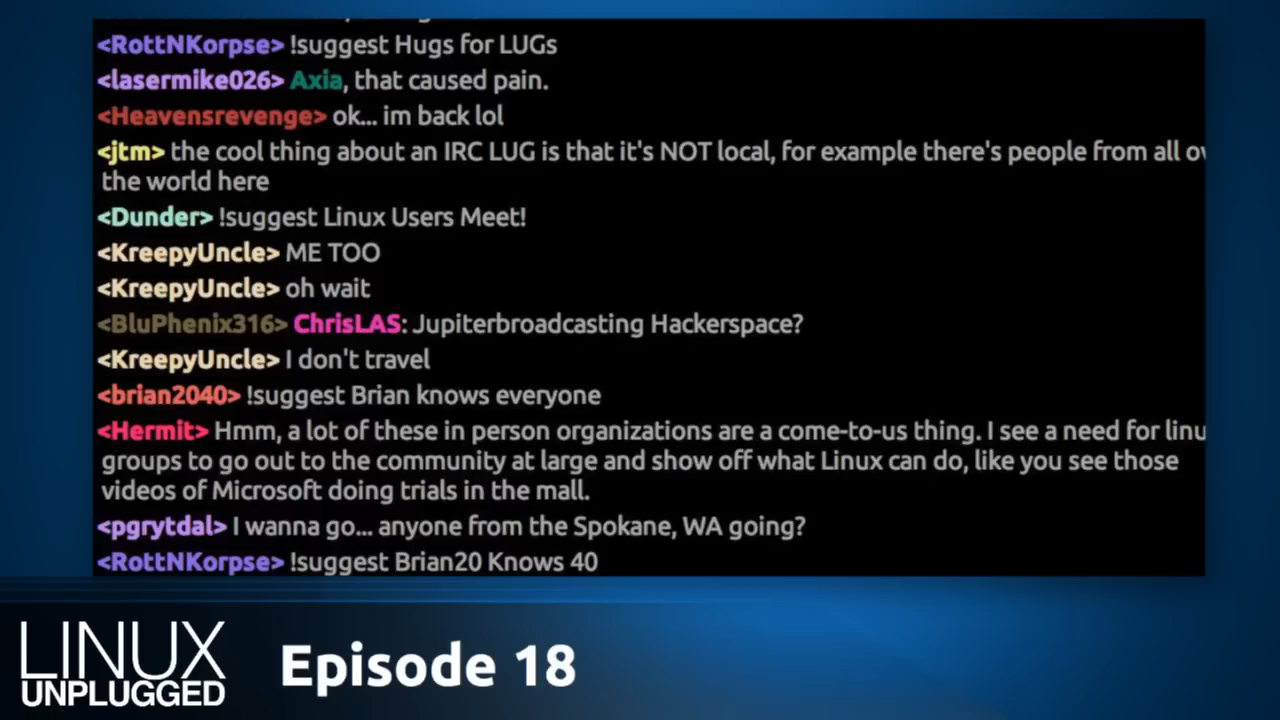 <RottNKorpse> !suggest Hugs for LUGs
<lasermike026> Axia, that caused pain.
<Heavensrevenge> ok... im back lol
<jtm> the cool thing about an IRC LUG is that it's NOT local, for example there's people from all
the world here
<Dunder> !suggest Linux Users Meet!
<KreepyUncle> ME TOO
<KreepyUncle> oh wait
<BluPhenix316> ChrisLAS: Jupiterbroadcasting Hackerspace?
<KreepyUncle> I don't travel
<brian2040> !suggest Brian knows everyone
<Hermit> Hmm, a lot of these in person organizations are a come-to-us thing. I see a need for linu
groups to go out to the community at large and show off what Linux can do, like you see those
videos of Microsoft doing trials in the mall.
<pgrytdal> I wanna go... anyone from the Spokane, WA going?
<RottNKorpse> !suggest Brian20 Knows 40
LINUX
UNPLUGGED
Episode 18